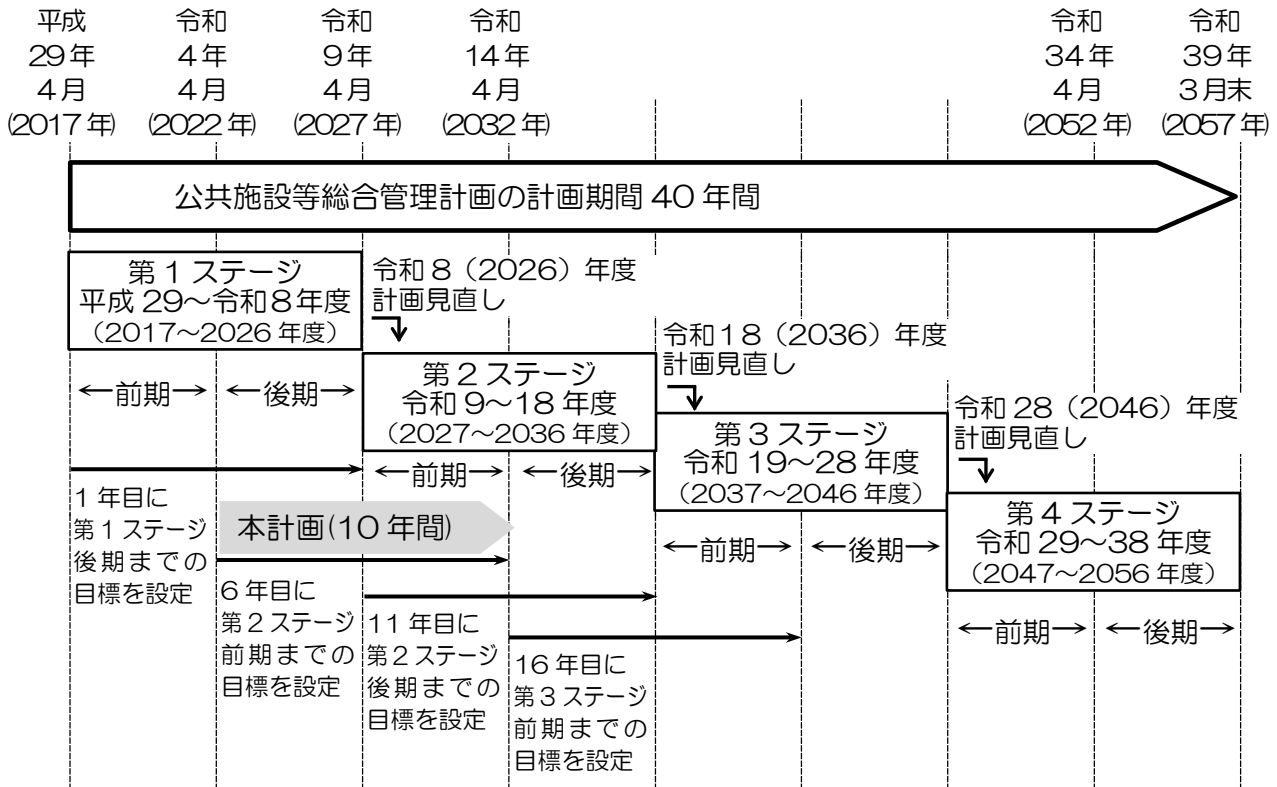 平成
29年
4月
(2017年)
令和
4年
4月
(2022年)
令和
9年
4月
(2027年)
令和
14年
4月
(2032年)
令和
34年
4月
(2052年)
令和
39年
3月末
(2057年)
公共施設等総合管理計画の計画期間 40 年間
第1ステージ
平成 29～令和8年度
（2017～2026 年度）
令和8（2026）年度
計画見直し
←前期→
←後期→
第2ステージ
令和 9～18 年度
（2027～2036 年度）
令和18（2036）年度
計画見直し
←前期→
←後期→
第3ステージ
令和 19～28 年度
（2037～2046 年度）
令和 28（2046）年度
計画見直し
←前期→
←後期→
第4ステージ
令和 29～38 年度
（2047～2056 年度）
←前期→
←後期→
1年目に
第1ステージ
後期までの
目標を設定
本計画(10 年間)
6年目に
第2ステージ
前期までの
目標を設定
11年目に
第2ステージ
後期までの
目標を設定
16年目に
第3ステージ
前期までの
目標を設定